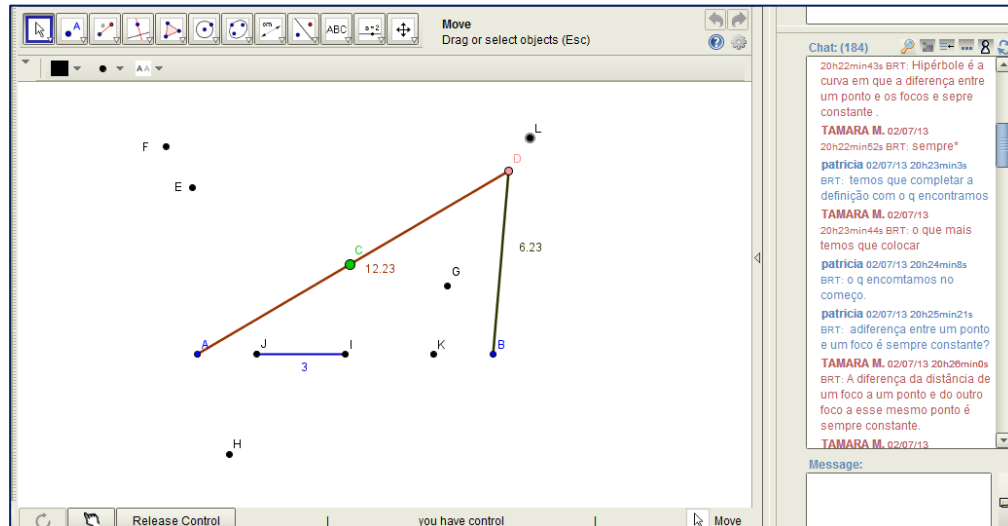 ABC
a=2
Move
Drag or select objects (Esc)
AA
L
F
D
E
C
6.23
12.23
G
A
J
I
K
B
3
H
Release Control
you have control
Move
Chat: (184)
20h22min43s BRT: Hipérbole é a
curva em que a diferença entre
um ponto e os focos e sepre
constante .
TAMARA M. 02/07/13
20h22min52s BRT: sempre*
patricia 02/07/13 20h23min3s
BRT: temos que completar a
definição com o q encontramos
TAMARA M. 02/07/13
20h23min44s BRT: o que mais
temos que colocar
patricia 02/07/13 20h24min8s
BRT: o q encomtamos no
começo.
patricia 02/07/13 20h25min21s
BRT: adiferença entre um ponto
e um foco é sempre constante?
TAMARA M. 02/07/13 20h26min0s
BRT: A diferença da distância de
um foco a um ponto e do outro
foco a esse mesmo ponto é
sempre constante.
TAMARA M. 02/07/13
Message: